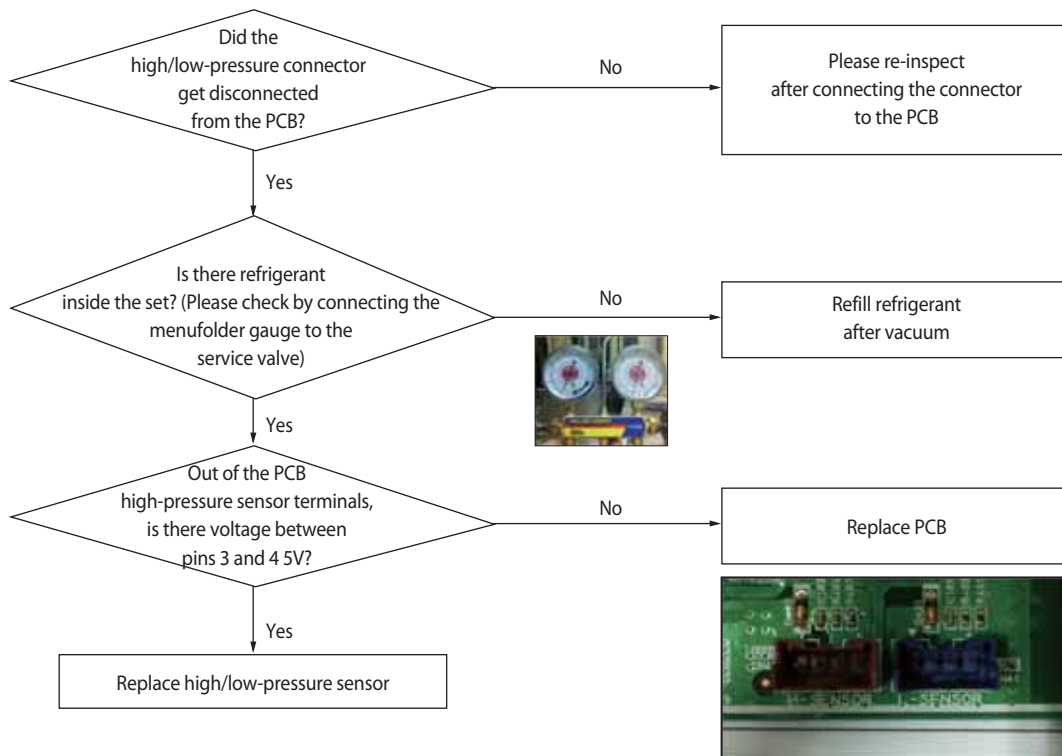 Did the
high/low-pressure connector
get disconnected
from the PCB?
No
Please re-inspect
after connecting the connector
to the PCB
Yes
Is there refrigerant
inside the set? (Please check by connecting the
menufolder gauge to the
service valve)
No
Refill refrigerant
after vacuum
Yes
Out of the PCB
high-pressure sensor terminals,
is there voltage between
pins 3 and 4 5V?
No
Replace PCB
Yes
Replace high/low-pressure sensor
H-SENSOR
L-SENSOR